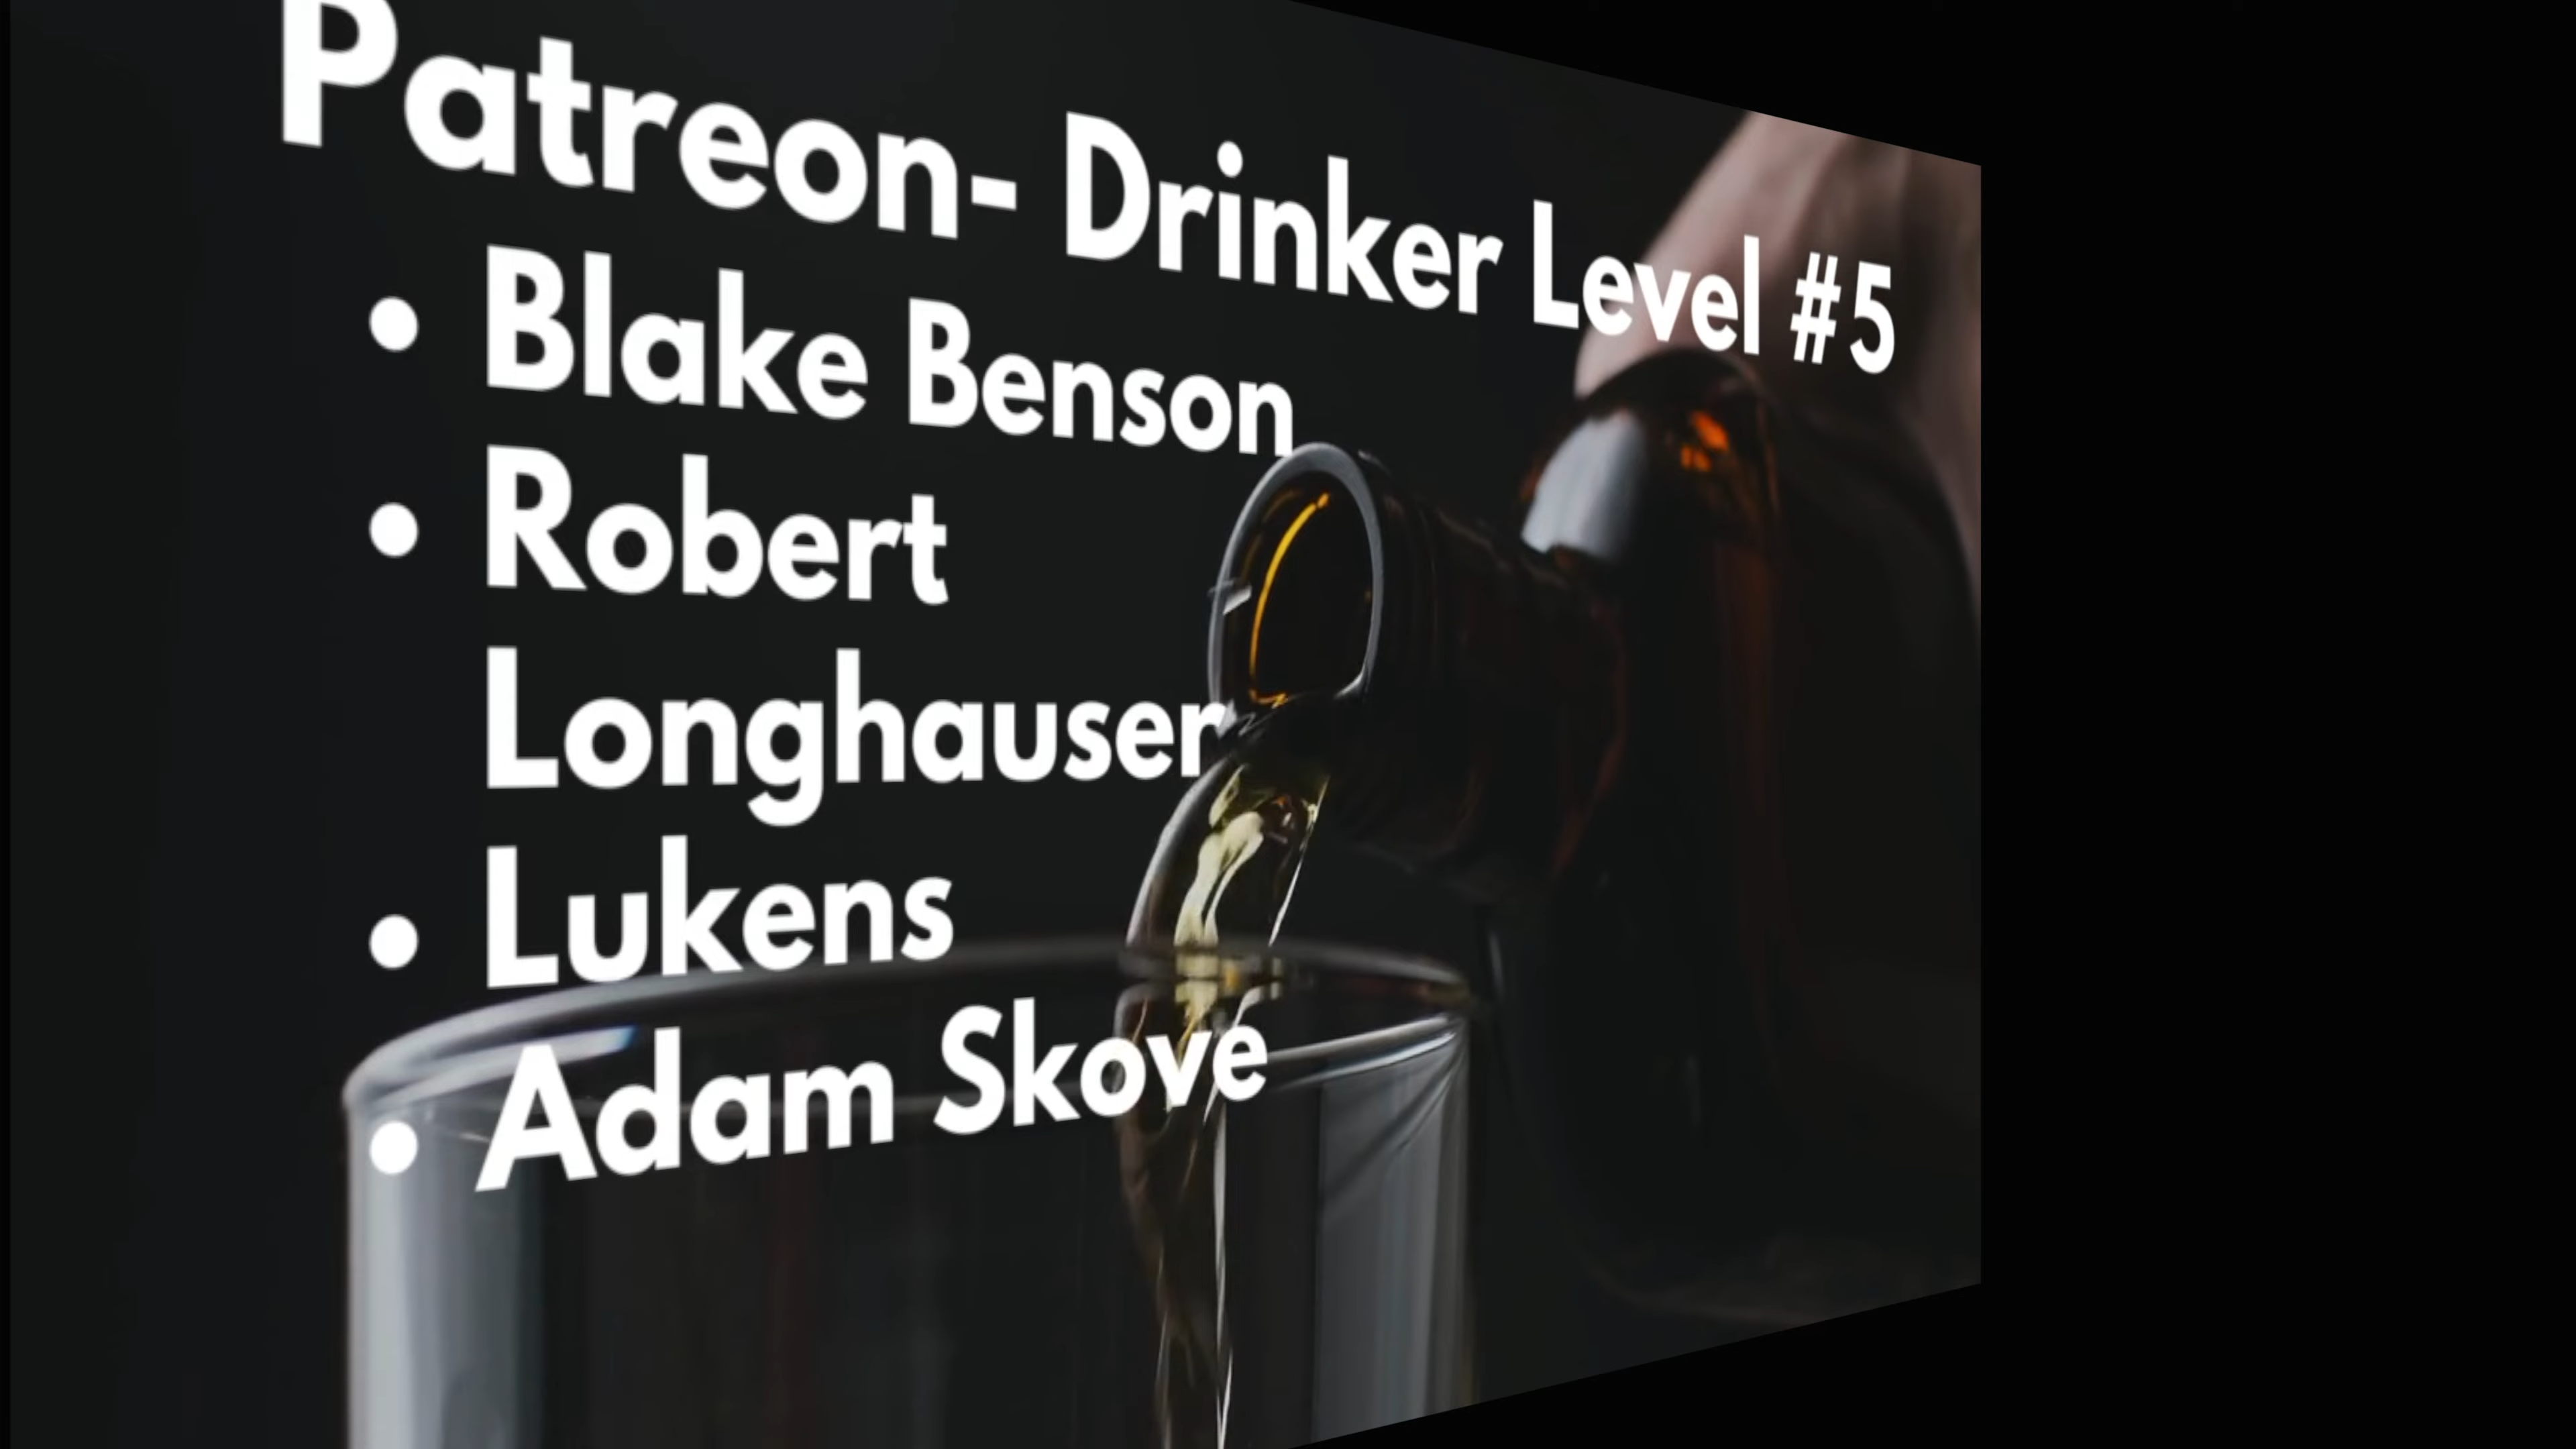 Patreon- Drinker Level #5
• Blake Benson
• Robert
Longhauser
• Lukens
• Adam Skove